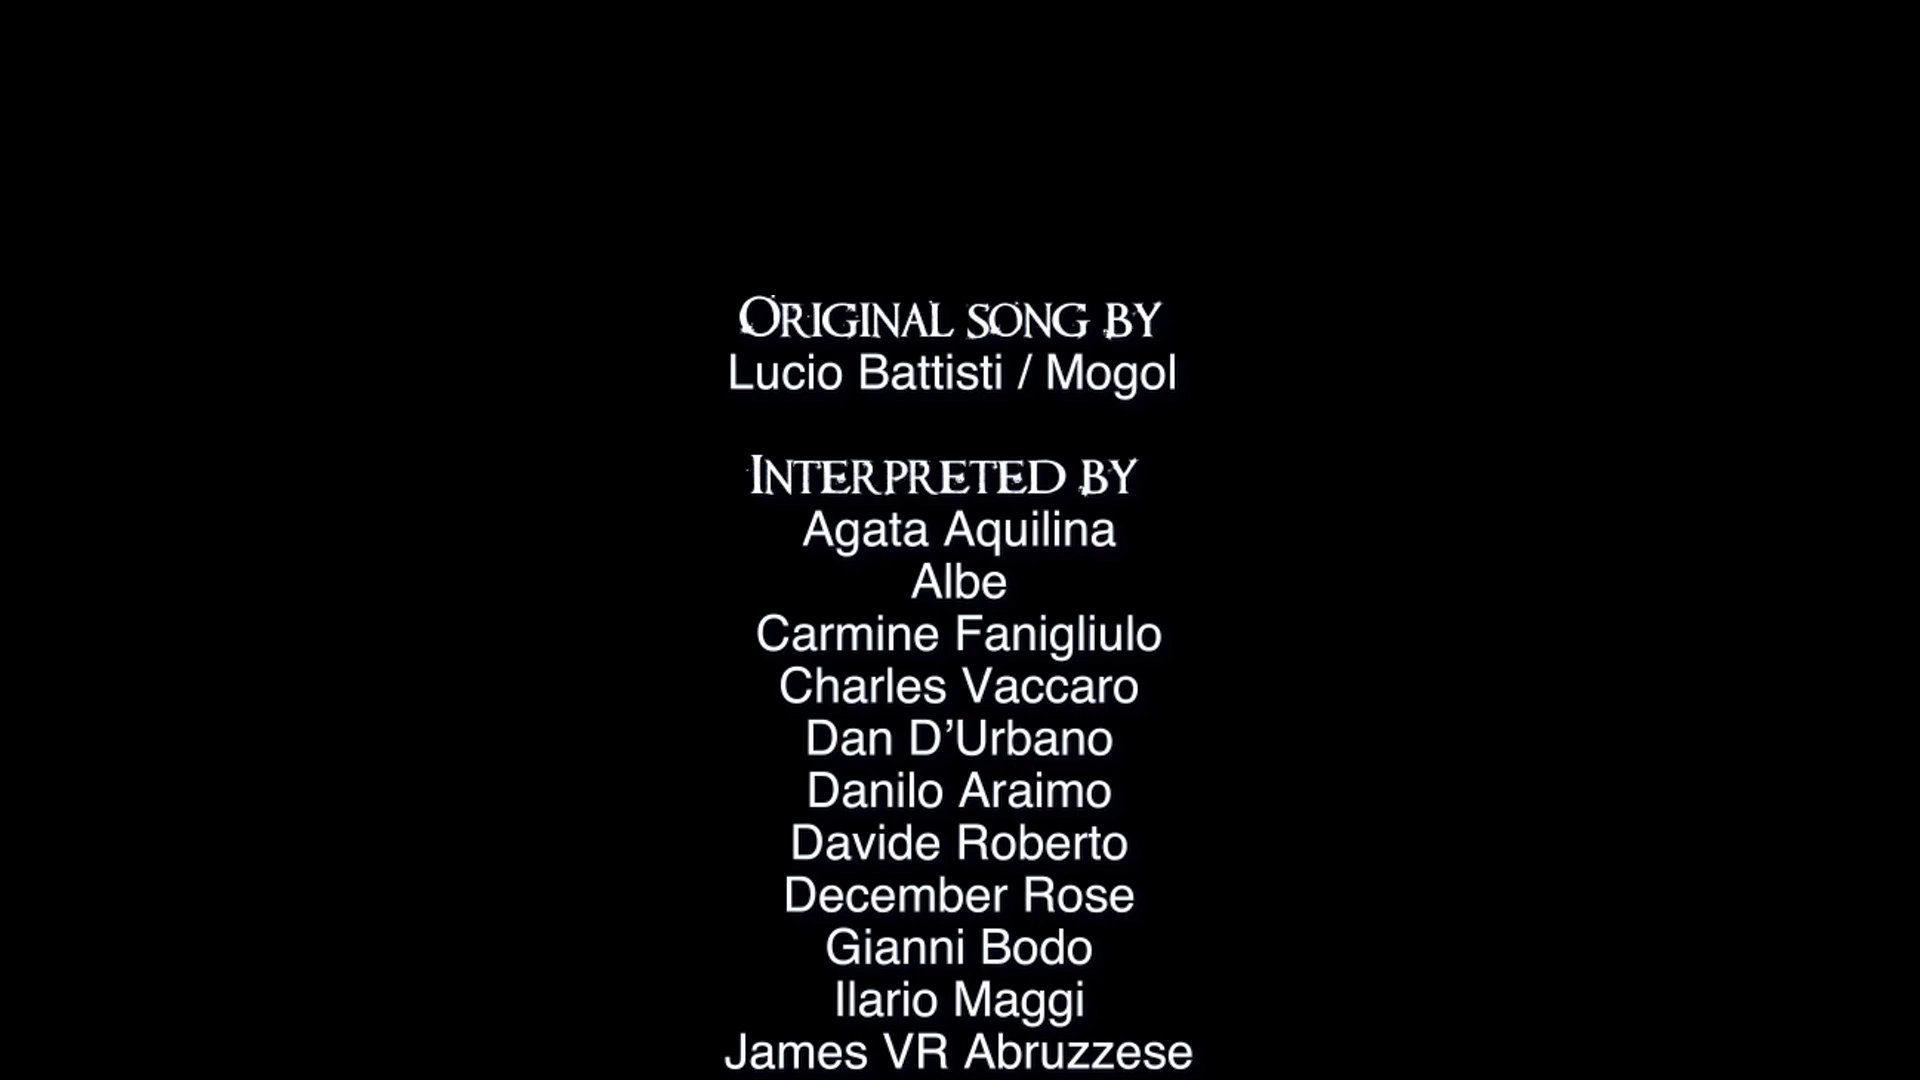 Original song by
Lucio Battisti / Mogol
Interpreted by
Agata Aquilina
Albe
Carmine Fanigliulo
Charles Vaccaro
Dan D’Urbano
Danilo Araimo
Davide Roberto
December Rose
Gianni Bodo
Ilario Maggi
James VR Abruzzese